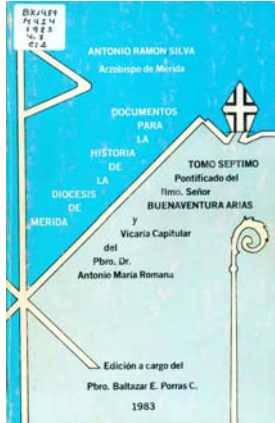 BX1489
M424
1983
V.7
C.2
ANTONIO RAMON SILVA
Arzobispo de Mérida
DOCUMENTOS
PARA
LA
HISTORIA
DE
LA
DIOCESIS
DE
MERIDA
TOMO SEPTIMO
Pontificado del
Ilmo. Señor
BUENAVENTURA ARIAS
y
Vicaría Capitular
del
Pbro. Dr.
Antonio María Romana
Edición a cargo del
Pbro. Baltazar E. Porras C.
1983